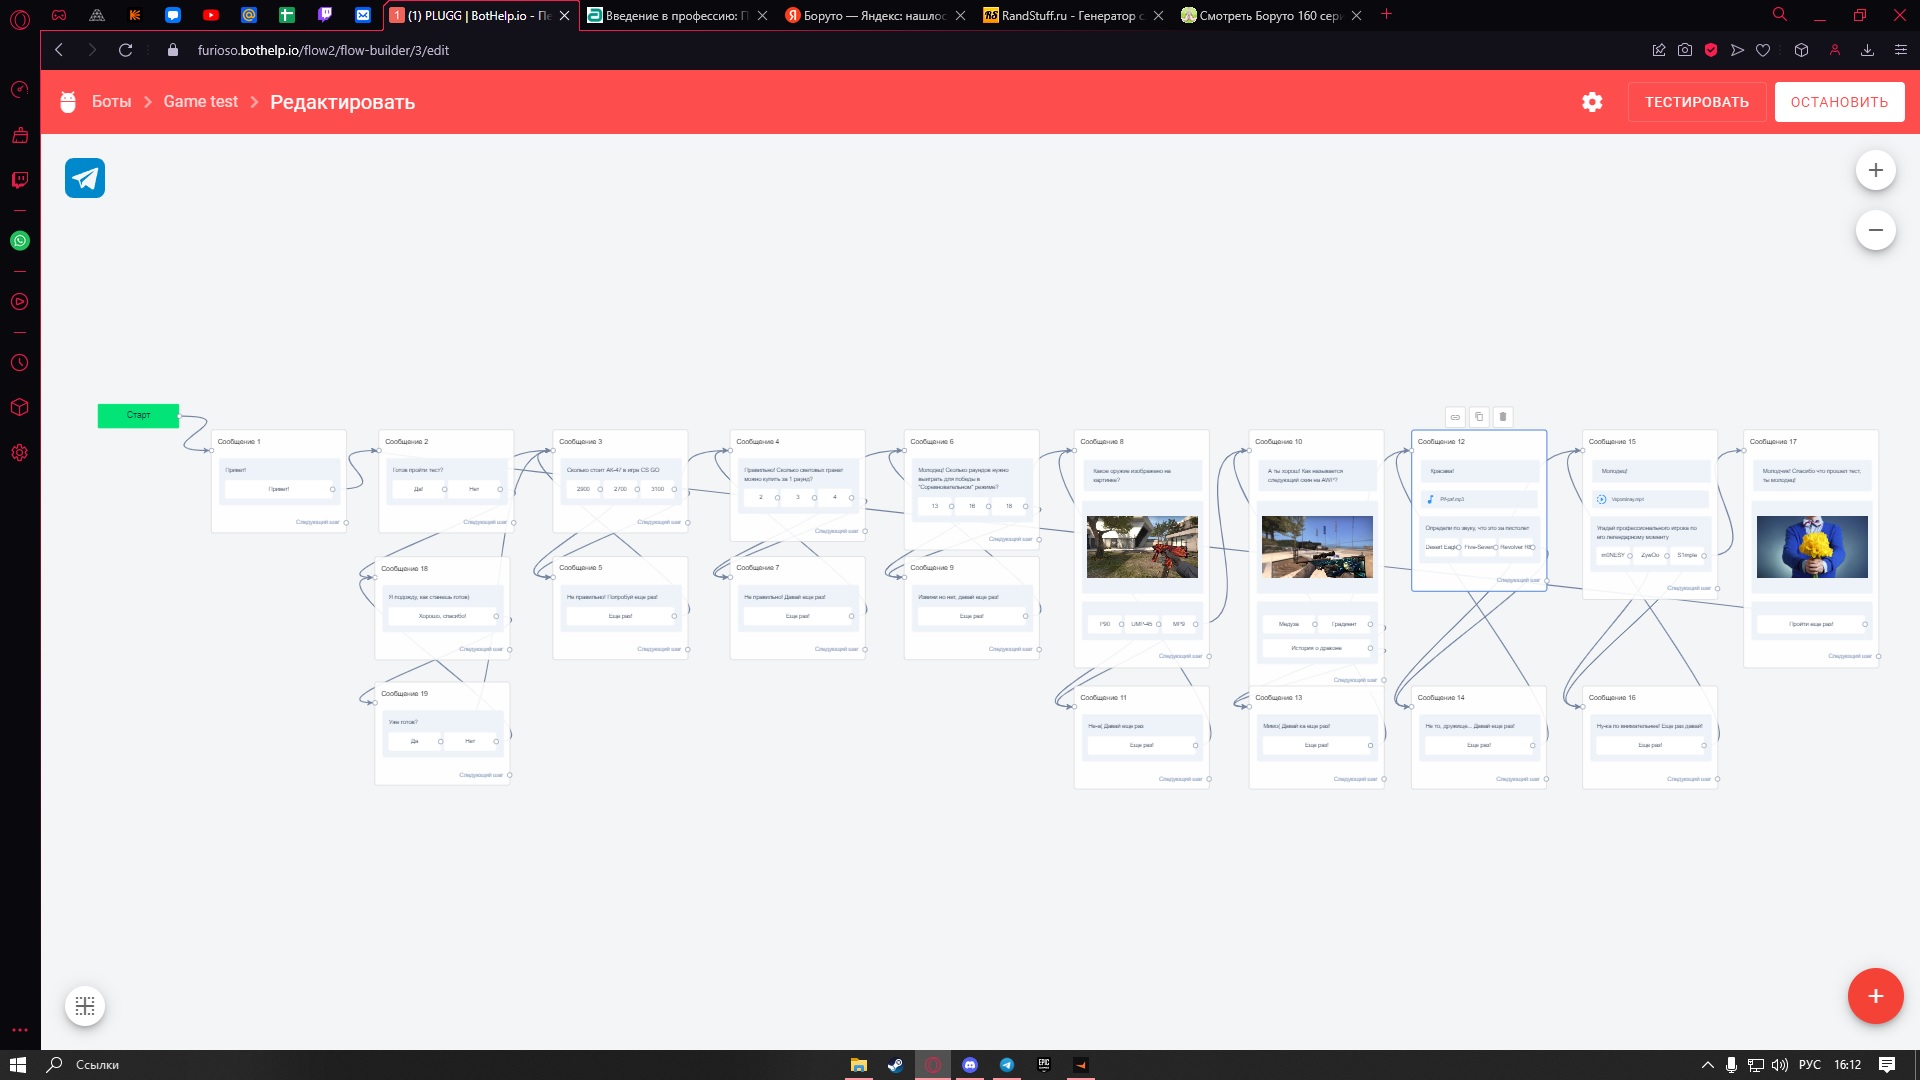 (1) PLUGG | BotHelp.io - Пе
Введение в профессию: П
Боруто — Яндекс: нашлос
RandStuff.ru - Генератор с
Смотреть Боруто 160 сери
furioso.bothelp.io/flow2/flow-builder/3/edit
Боты
Game test
Редактировать
ТЕСТИРОВАТЬ
ОСТАНОВИТЬ
Старт
Сообщение 1
Привет!
Привет!
Следующий шаг
Сообщение 2
Готов пройти тест?
Да!
Нет
Следующий шаг
Сообщение 3
Сколько стоит АК-47 в игре CS GO
2900
2700
3100
Следующий шаг
Сообщение 4
Правильно! Сколько световых гранат
можно купить за 1 раунд?
2
3
4
Следующий шаг
Сообщение 6
Молодец! Сколько раундов нужно
выиграть для победы в
"Соревновательном" режиме?
13
16
18
Следующий шаг
Сообщение 8
Какое оружие изображено на
картинке?
P90
UMP-45
MP9
Следующий шаг
Сообщение 10
А ты хорош! Как называется
следующий скин на AWP?
Медуза
Градиент
История о драконе
Следующий шаг
Сообщение 12
Красава!
Pif-paf.mp3
Определи по звуку, что это за пистолет
Desert Eagle
Five-Seven
Revolver R8
Следующий шаг
Сообщение 15
Молодец!
Угадай профессионального игрока по
его легендарному моменту
m0NESY
ZywOo
S1mple
Следующий шаг
Сообщение 17
Молодчик! Спасибо что прошел тест,
ты молодец!
Пройти еще раз!
Следующий шаг
Сообщение 18
Я подожду, как станешь готов)
Хорошо, спасибо!
Следующий шаг
Сообщение 5
Не правильно! Попробуй еще раз!
Еще раз!
Следующий шаг
Сообщение 7
Не правильно! Давай еще раз!
Еще раз!
Следующий шаг
Сообщение 9
Извини но нет, давай еще раз!
Еще раз!
Следующий шаг
Сообщение 19
Уже готов?
Да
Нет
Следующий шаг
Сообщение 11
Не-а( Давай еще раз
Еще раз!
Следующий шаг
Сообщение 13
Мимо( Давай-ка еще раз!
Еще раз!
Следующий шаг
Сообщение 14
Не то, дружище... Давай еще раз!
Еще раз!
Следующий шаг
Сообщение 16
Ну-ка по внимательнее! Еще раз давай!
Еще раз!
Следующий шаг
Ссылки
EPIC
РУС
16:12